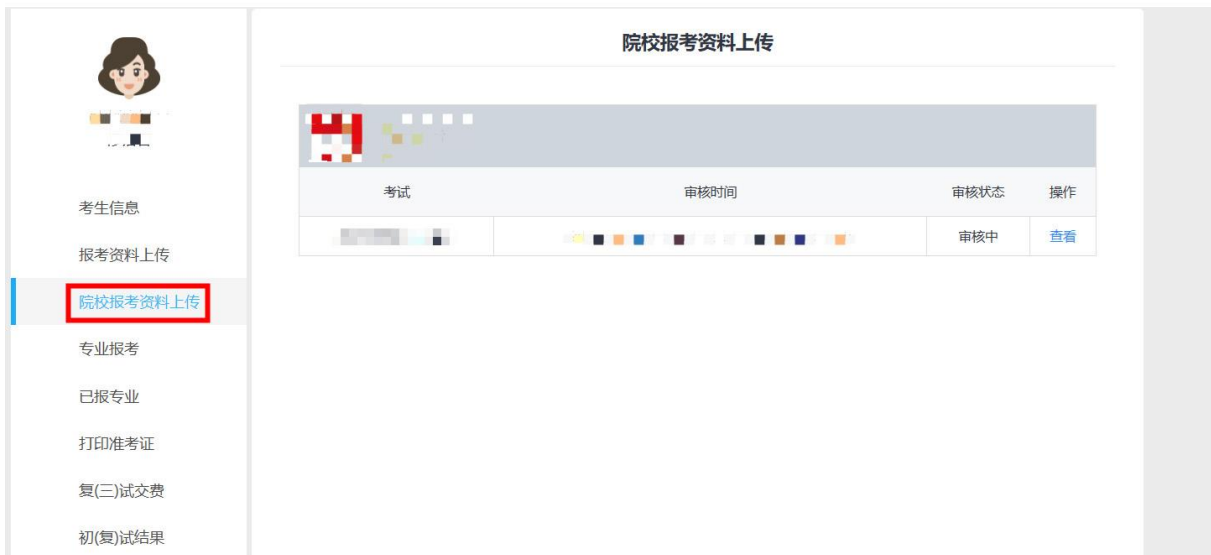 院校报考资料上传
考试 审核时间 审核状态 操作
审核中 查看
考生信息
报考资料上传
院校报考资料上传
专业报考
已报专业
打印准考证
复(三)试交费
初(复)试结果